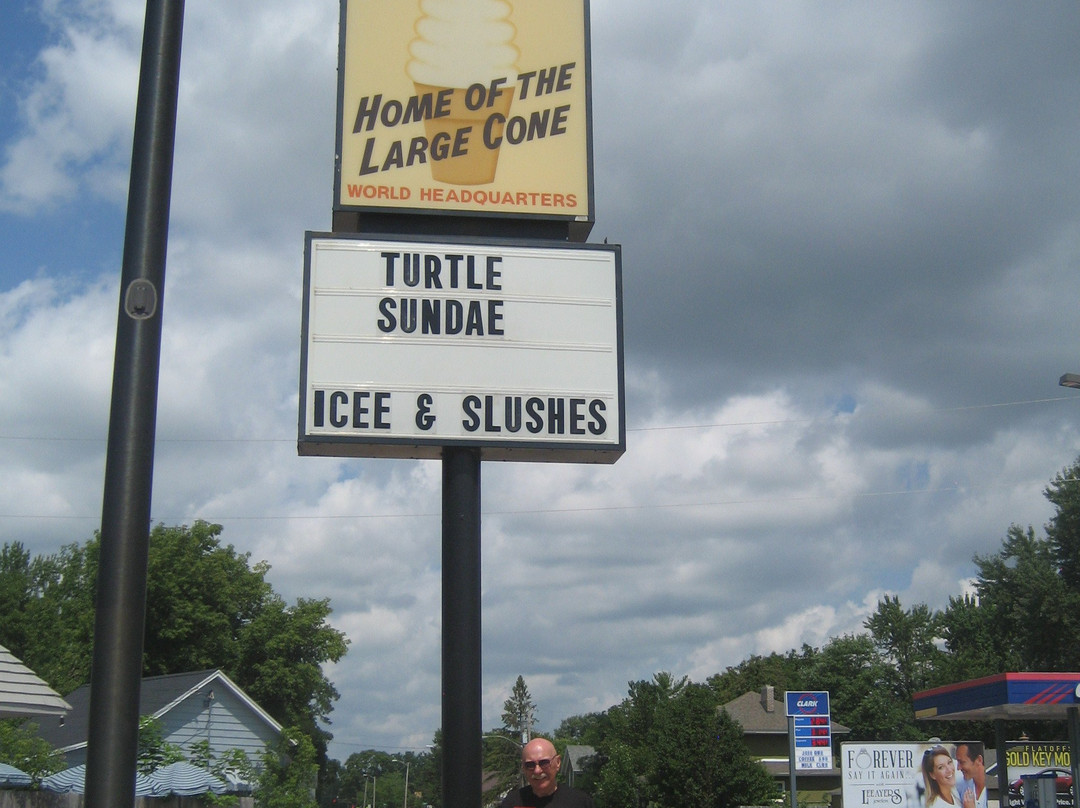 HOME OF THE
LARGE CONE
WORLD HEADQUARTERS
TURTLE
SUNDAE
ICEE & SLUSHES
CLARK
FOREVER
SAY IT AGAIN
GOLD KEY MO